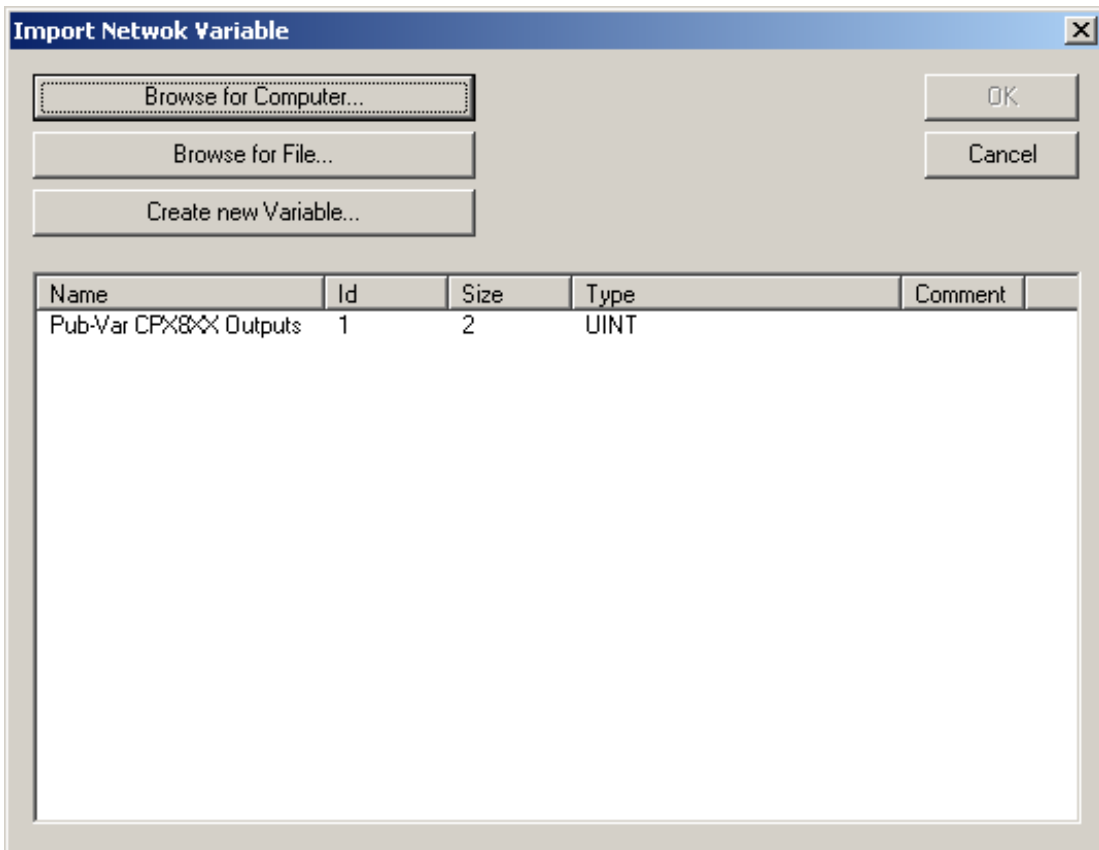 Import Netwok Variable
Browse for Computer...
OK
Browse for File...
Cancel
Create new Variable...
Name Id Size Type Comment
Pub-Var CPX8XX Outputs 1 2 UINT